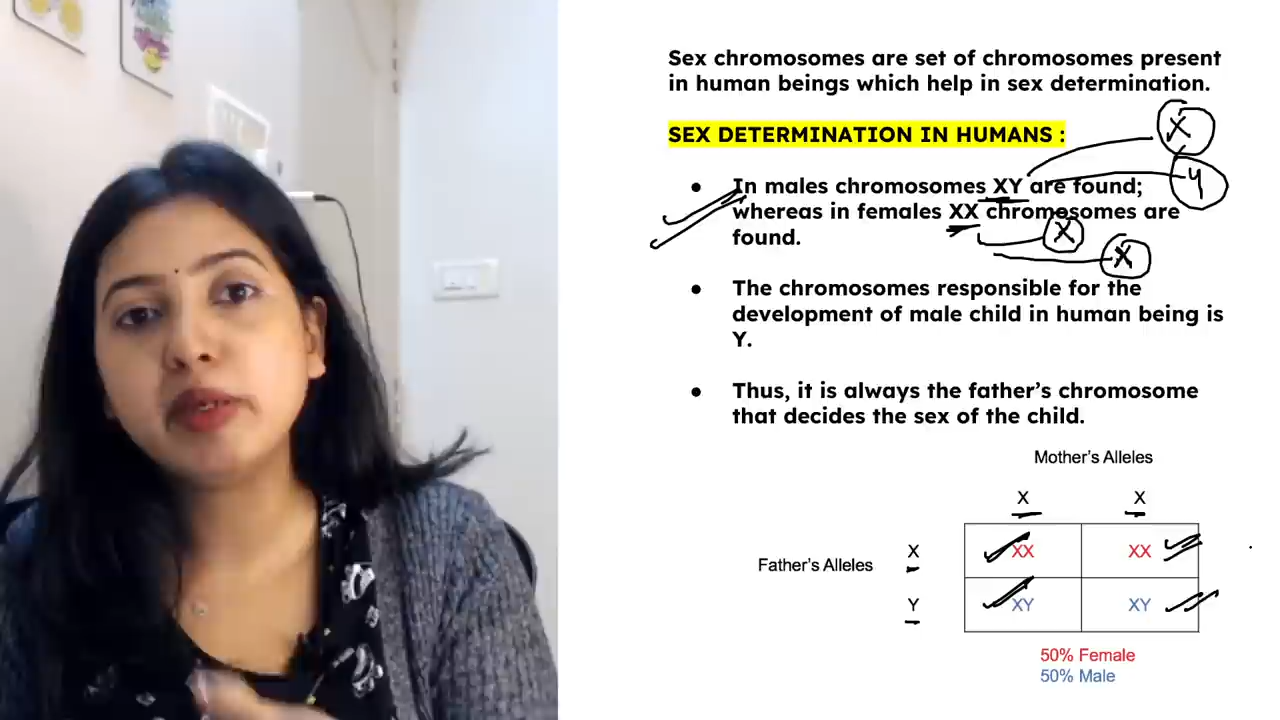 Sex chromosomes are set of chromosomes present
in human beings which help in sex determination.
SEX DETERMINATION IN HUMANS :
X
● In males chromosomes XY are found;
Y
whereas in females XX chromosomes are
found.
X
X
● The chromosomes responsible for the
development of male child in human being is
Y.
● Thus, it is always the father’s chromosome
that decides the sex of the child.
Mother's Alleles
X X
X XX XX
Father's Alleles
Y XY XY
50% Female
50% Male